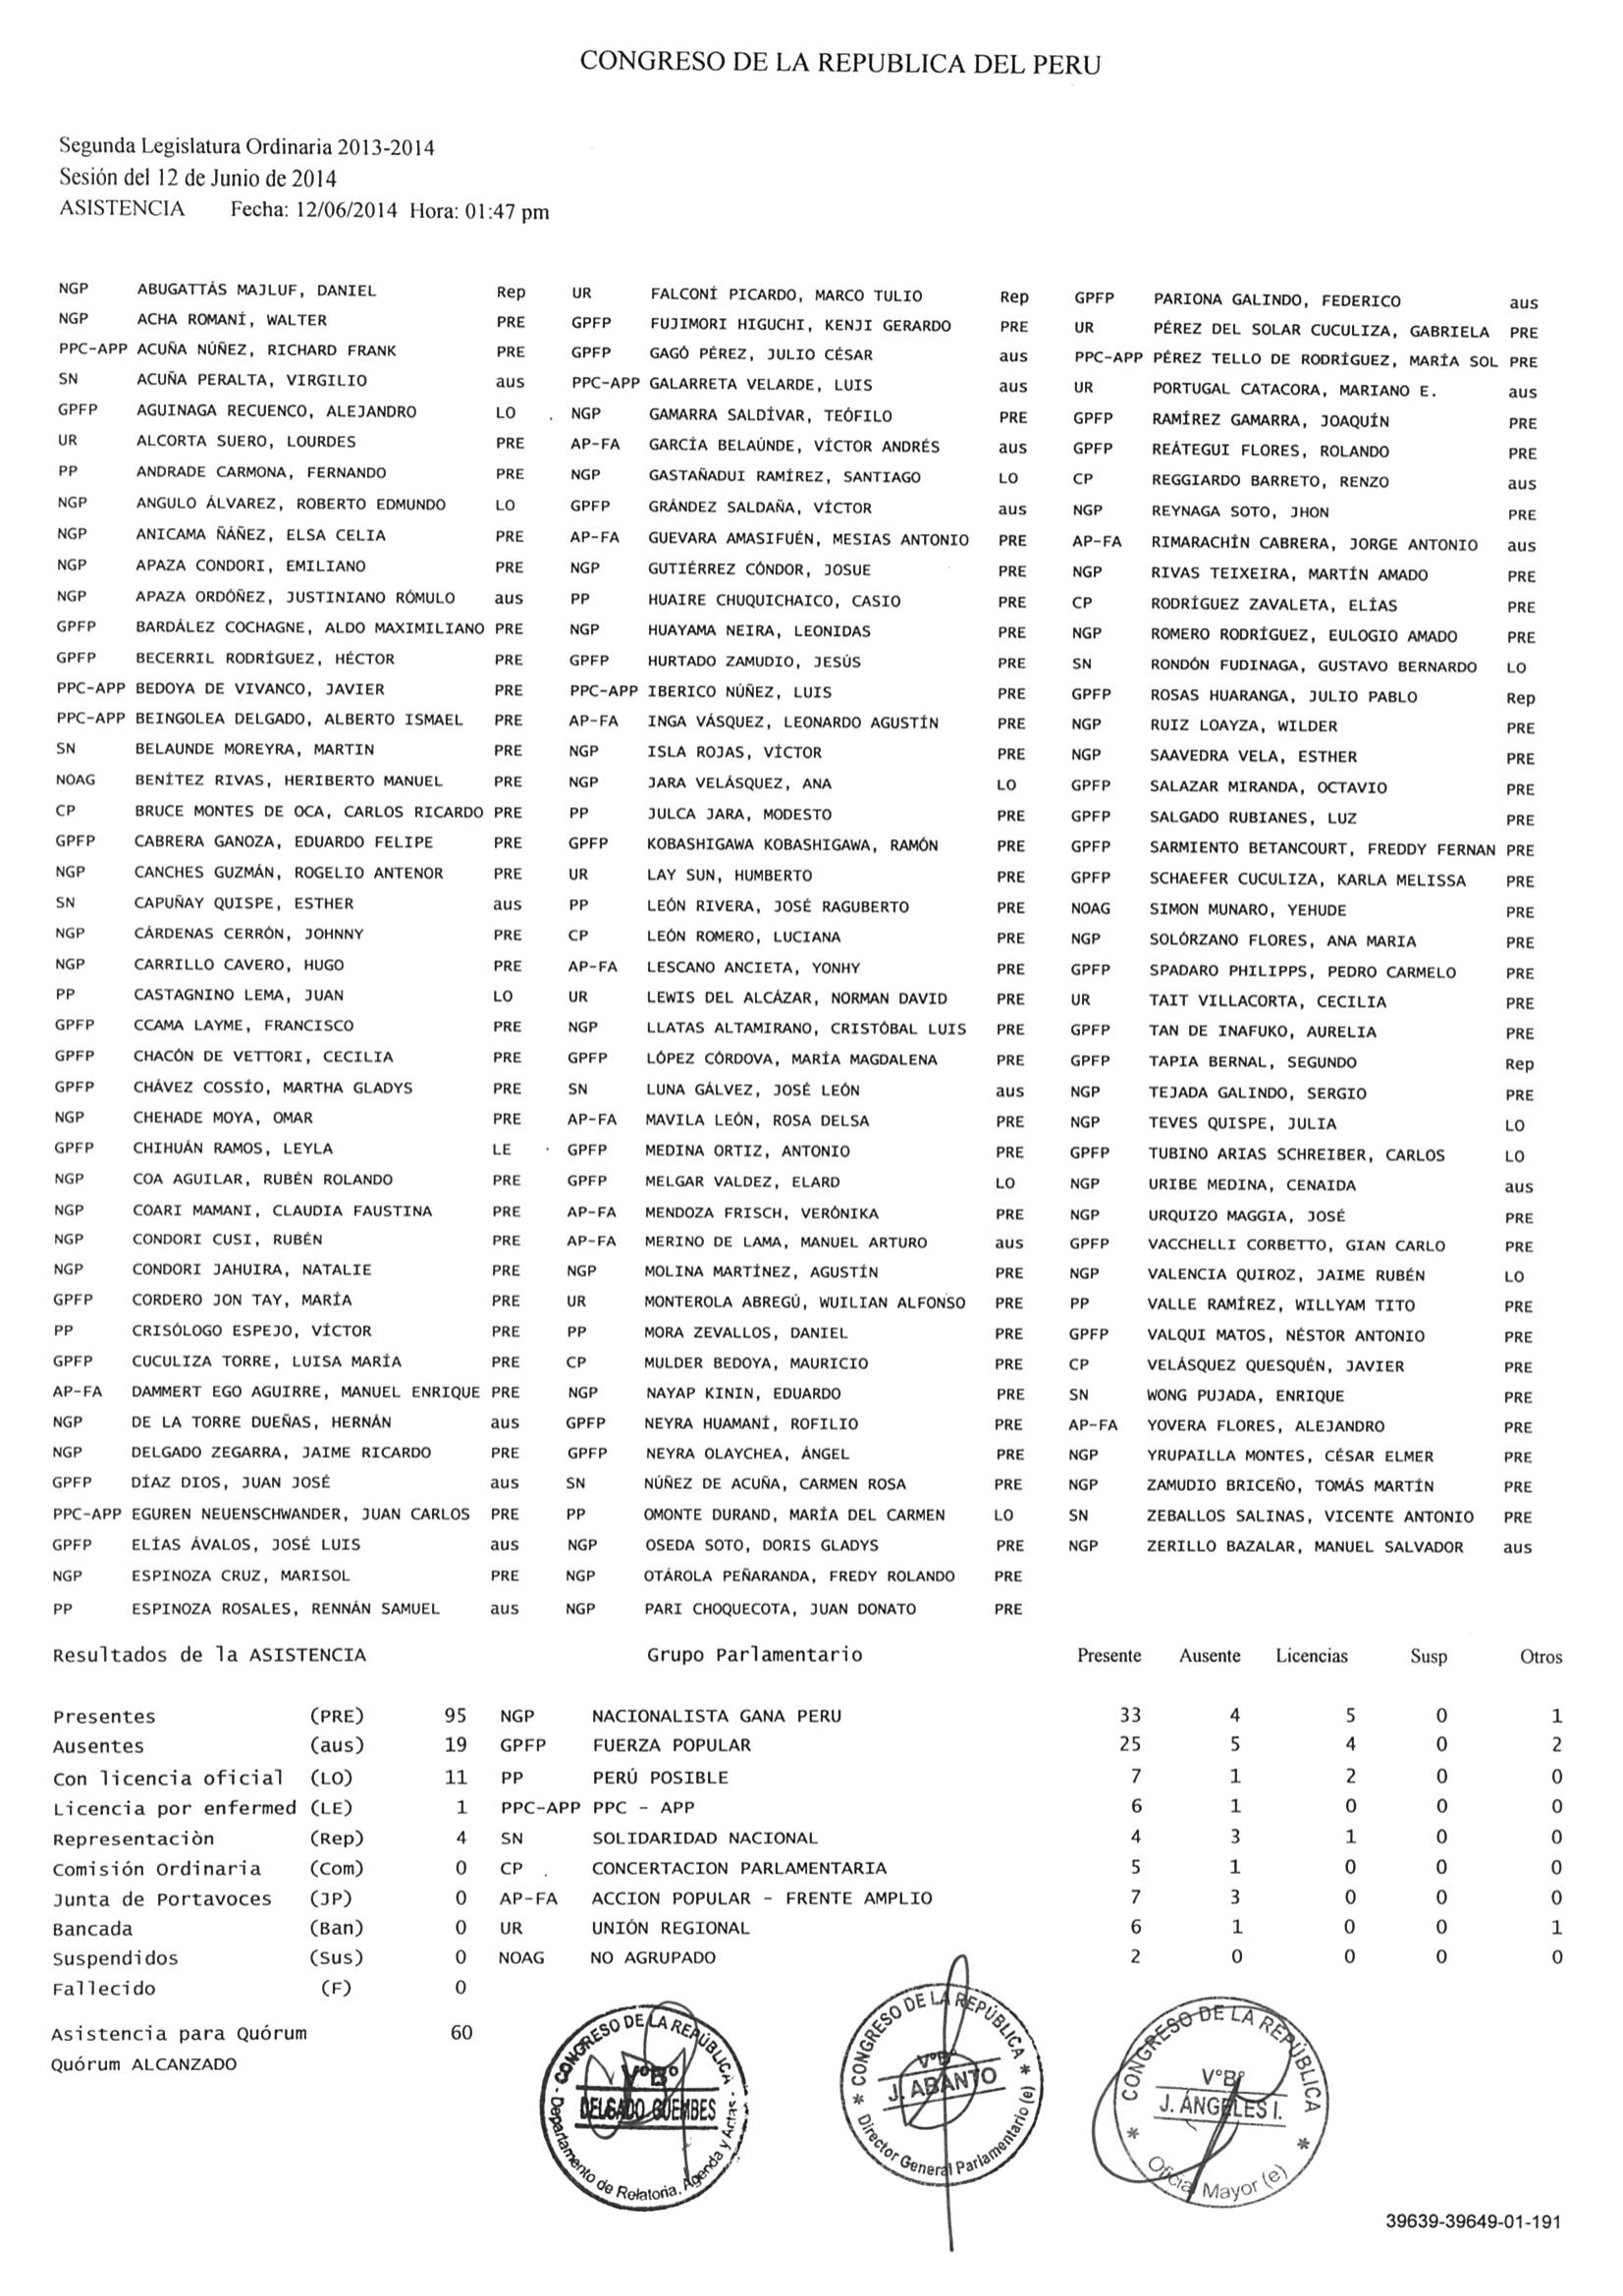 CONGRESO DE LA REPUBLICA DEL PERU
Segunda Legislatura Ordinaria 2013-2014
Sesión del 12 de Junio de 2014
ASISTENCIA Fecha: 12/06/2014 Hora: 01:47 pm
NGP ABUGATTÁS MAJLUF, DANIEL Rep UR FALCONÍ PICARDO, MARCO TULIO Rep GPFP PARIONA GALINDO, FEDERICO aus
NGP ACHA ROMANÍ, WALTER PRE GPFP FUJIMORI HIGUCHI, KENJI GERARDO PRE UR PÉREZ DEL SOLAR CUCULIZA, GABRIELA PRE
PPC-APP ACUÑA NÚÑEZ, RICHARD FRANK PRE GPFP GAGÓ PÉREZ, JULIO CÉSAR aus PPC-APP PÉREZ TELLO DE RODRÍGUEZ, MARÍA SOL PRE
SN ACUÑA PERALTA, VIRGILIO aus PPC-APP GALARRETA VELARDE, LUIS aus UR PORTUGAL CATACORA, MARIANO E. aus
GPFP AGUINAGA RECUENCO, ALEJANDRO LO NGP GAMARRA SALDÍVAR, TEÓFILO PRE GPFP RAMÍREZ GAMARRA, JOAQUÍN PRE
UR ALCORTA SUERO, LOURDES PRE AP-FA GARCÍA BELAÚNDE, VÍCTOR ANDRÉS aus GPFP REÁTEGUI FLORES, ROLANDO PRE
PP ANDRADE CARMONA, FERNANDO PRE NGP GASTAÑADUI RAMÍREZ, SANTIAGO LO CP REGGIARDO BARRETO, RENZO aus
NGP ANGULO ÁLVAREZ, ROBERTO EDMUNDO LO GPFP GRÁNDEZ SALDAÑA, VÍCTOR aus NGP REYNAGA SOTO, JHON PRE
NGP ANICAMA ÑÁÑEZ, ELSA CELIA PRE AP-FA GUEVARA AMASIFUÉN, MESIAS ANTONIO PRE AP-FA RIMARACHÍN CABRERA, JORGE ANTONIO aus
NGP APAZA CONDORI, EMILIANO PRE NGP GUTIÉRREZ CÓNDOR, JOSUE PRE NGP RIVAS TEIXEIRA, MARTÍN AMADO PRE
NGP APAZA ORDÓÑEZ, JUSTINIANO RÓMULO aus PP HUAIRE CHUQUICHAICO, CASIO PRE CP RODRÍGUEZ ZAVALETA, ELÍAS PRE
GPFP BARDÁLEZ COCHAGNE, ALDO MAXIMILIANO PRE NGP HUAYAMA NEIRA, LEONIDAS PRE NGP ROMERO RODRÍGUEZ, EULOGIO AMADO PRE
GPFP BECERRIL RODRÍGUEZ, HÉCTOR PRE GPFP HURTADO ZAMUDIO, JESÚS PRE SN RONDÓN FUDINAGA, GUSTAVO BERNARDO LO
PPC-APP BEDOYA DE VIVANCO, JAVIER PRE PPC-APP IBERICO NÚÑEZ, LUIS PRE GPFP ROSAS HUARANGA, JULIO PABLO Rep
PPC-APP BEINGOLEA DELGADO, ALBERTO ISMAEL PRE AP-FA INGA VÁSQUEZ, LEONARDO AGUSTÍN PRE NGP RUIZ LOAYZA, WILDER PRE
SN BELAUNDE MOREYRA, MARTIN PRE NGP ISLA ROJAS, VÍCTOR PRE NGP SAAVEDRA VELA, ESTHER PRE
NOAG BENÍTEZ RIVAS, HERIBERTO MANUEL PRE NGP JARA VELÁSQUEZ, ANA LO GPFP SALAZAR MIRANDA, OCTAVIO PRE
CP BRUCE MONTES DE OCA, CARLOS RICARDO PRE PP JULCA JARA, MODESTO PRE GPFP SALGADO RUBIANES, LUZ PRE
GPFP CABRERA GANOZA, EDUARDO FELIPE PRE GPFP KOBASHIGAWA KOBASHIGAWA, RAMÓN PRE GPFP SARMIENTO BETANCOURT, FREDDY FERNAN PRE
NGP CANCHES GUZMÁN, ROGELIO ANTENOR PRE UR LAY SUN, HUMBERTO PRE GPFP SCHAEFER CUCULIZA, KARLA MELISSA PRE
SN CAPUÑAY QUISPE, ESTHER aus PP LEÓN RIVERA, JOSÉ RAGUBERTO PRE NOAG SIMON MUNARO, YEHUDE PRE
NGP CÁRDENAS CERRÓN, JOHNNY PRE CP LEÓN ROMERO, LUCIANA PRE NGP SOLÓRZANO FLORES, ANA MARIA PRE
NGP CARRILLO CAVERO, HUGO PRE AP-FA LESCANO ANCIETA, YONHY PRE GPFP SPADARO PHILIPPS, PEDRO CARMELO PRE
PP CASTAGNINO LEMA, JUAN LO UR LEWIS DEL ALCÁZAR, NORMAN DAVID PRE UR TAIT VILLACORTA, CECILIA PRE
GPFP CCAMA LAYME, FRANCISCO PRE NGP LLATAS ALTAMIRANO, CRISTÓBAL LUIS PRE GPFP TAN DE INAFUKO, AURELIA PRE
GPFP CHACÓN DE VETTORI, CECILIA PRE GPFP LÓPEZ CÓRDOVA, MARÍA MAGDALENA PRE GPFP TAPIA BERNAL, SEGUNDO Rep
GPFP CHÁVEZ COSSÍO, MARTHA GLADYS PRE SN LUNA GÁLVEZ, JOSÉ LEÓN aus NGP TEJADA GALINDO, SERGIO PRE
NGP CHEHADE MOYA, OMAR PRE AP-FA MAVILA LEÓN, ROSA DELSA PRE NGP TEVES QUISPE, JULIA LO
GPFP CHIHUÁN RAMOS, LEYLA LE GPFP MEDINA ORTIZ, ANTONIO PRE GPFP TUBINO ARIAS SCHREIBER, CARLOS LO
NGP COA AGUILAR, RUBÉN ROLANDO PRE GPFP MELGAR VALDEZ, ELARD LO NGP URIBE MEDINA, CENAIDA aus
NGP COARI MAMANI, CLAUDIA FAUSTINA PRE AP-FA MENDOZA FRISCH, VERÓNIKA PRE NGP URQUIZO MAGGIA, JOSÉ PRE
NGP CONDORI CUSI, RUBÉN PRE AP-FA MERINO DE LAMA, MANUEL ARTURO aus GPFP VACCHELLI CORBETTO, GIAN CARLO PRE
NGP CONDORI JAHUIRA, NATALIE PRE NGP MOLINA MARTÍNEZ, AGUSTÍN PRE NGP VALENCIA QUIROZ, JAIME RUBÉN LO
GPFP CORDERO JON TAY, MARÍA PRE UR MONTEROLA ABREGÚ, WUILIAN ALFONSO PRE PP VALLE RAMÍREZ, WILLYAM TITO PRE
PP CRISÓLOGO ESPEJO, VÍCTOR PRE PP MORA ZEVALLOS, DANIEL PRE GPFP VALQUI MATOS, NÉSTOR ANTONIO PRE
GPFP CUCULIZA TORRE, LUISA MARÍA PRE CP MULDER BEDOYA, MAURICIO PRE CP VELÁSQUEZ QUESQUÉN, JAVIER PRE
AP-FA DAMMERT EGO AGUIRRE, MANUEL ENRIQUE PRE NGP NAYAP KININ, EDUARDO PRE SN WONG PUJADA, ENRIQUE PRE
NGP DE LA TORRE DUEÑAS, HERNÁN aus GPFP NEYRA HUAMANÍ, ROFILIO PRE AP-FA YOVERA FLORES, ALEJANDRO PRE
NGP DELGADO ZEGARRA, JAIME RICARDO PRE GPFP NEYRA OLAYCHEA, ÁNGEL PRE NGP YRUPAILLA MONTES, CÉSAR ELMER PRE
GPFP DÍAZ DIOS, JUAN JOSÉ aus SN NÚÑEZ DE ACUÑA, CARMEN ROSA PRE NGP ZAMUDIO BRICEÑO, TOMÁS MARTÍN PRE
PPC-APP EGUREN NEUENSCHWANDER, JUAN CARLOS PRE PP OMONTE DURAND, MARÍA DEL CARMEN LO SN ZEBALLOS SALINAS, VICENTE ANTONIO PRE
GPFP ELÍAS ÁVALOS, JOSÉ LUIS aus NGP OSEDA SOTO, DORIS GLADYS PRE NGP ZERILLO BAZALAR, MANUEL SALVADOR aus
NGP ESPINOZA CRUZ, MARISOL PRE NGP OTÁROLA PEÑARANDA, FREDY ROLANDO PRE
PP ESPINOZA ROSALES, RENNÁN SAMUEL aus NGP PARI CHOQUECOTA, JUAN DONATO PRE
Resultados de la ASISTENCIA Grupo Parlamentario Presente Ausente Licencias Susp Otros
Presentes (PRE) 95 NGP NACIONALISTA GANA PERU 33 4 5 0 1
Ausentes (aus) 19 GPFP FUERZA POPULAR 25 5 4 0 2
Con licencia oficial (LO) 11 PP PERÚ POSIBLE 7 1 2 0 0
Licencia por enfermed (LE) 1 PPC-APP PPC - APP 6 1 0 0 0
Representaciòn (Rep) 4 SN SOLIDARIDAD NACIONAL 4 3 1 0 0
Comisión Ordinaria (Com) 0 CP CONCERTACION PARLAMENTARIA 5 1 0 0 0
Junta de Portavoces (JP) 0 AP-FA ACCION POPULAR - FRENTE AMPLIO 7 3 0 0 0
Bancada (Ban) 0 UR UNIÓN REGIONAL 6 1 0 0 1
Suspendidos (Sus) 0 NOAG NO AGRUPADO 2 0 0 0 0
Fallecido (F) 0
Asistencia para Quórum 60
Quórum ALCANZADO
CONGRESO DE LA REPÚBLICA
V°B°
DELGADO GUEMBES
Departamento de Relatoria, Agenda y Actas
CONGRESO DE LA REPÚBLICA
V°B°
J. ABANTO
Director General Parlamentario (e)
CONGRESO DE LA REPÚBLICA
V°B°
J. ÁNGELES I.
Oficial Mayor (e)
39639-39649-01-191